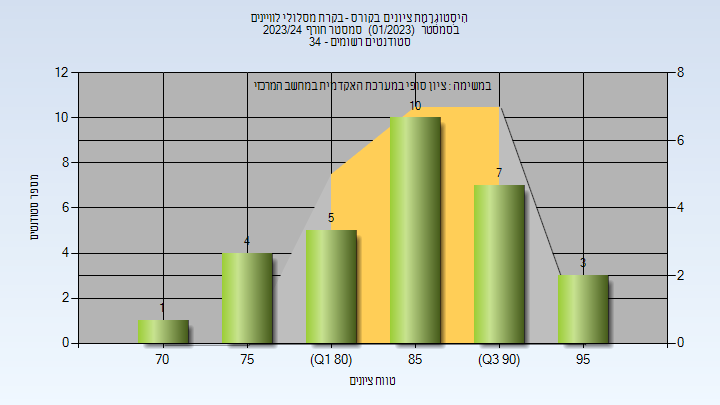 היסטוגרמת ציונים בקורס - בקרת מסלולי לוויינים
בסמסטר (01/2023) סמסטר חורף 2023/24
סטודנטים רשומים - 34
במשימה : ציון סופי במערכת האקדמית במחשב המרכזי
מספר סטודנטים
12
10
8
6
4
2
0
8
6
4
2
0
1
4
5
10
7
3
70
75
(Q1 80)
85
(Q3 90)
95
טווח ציונים